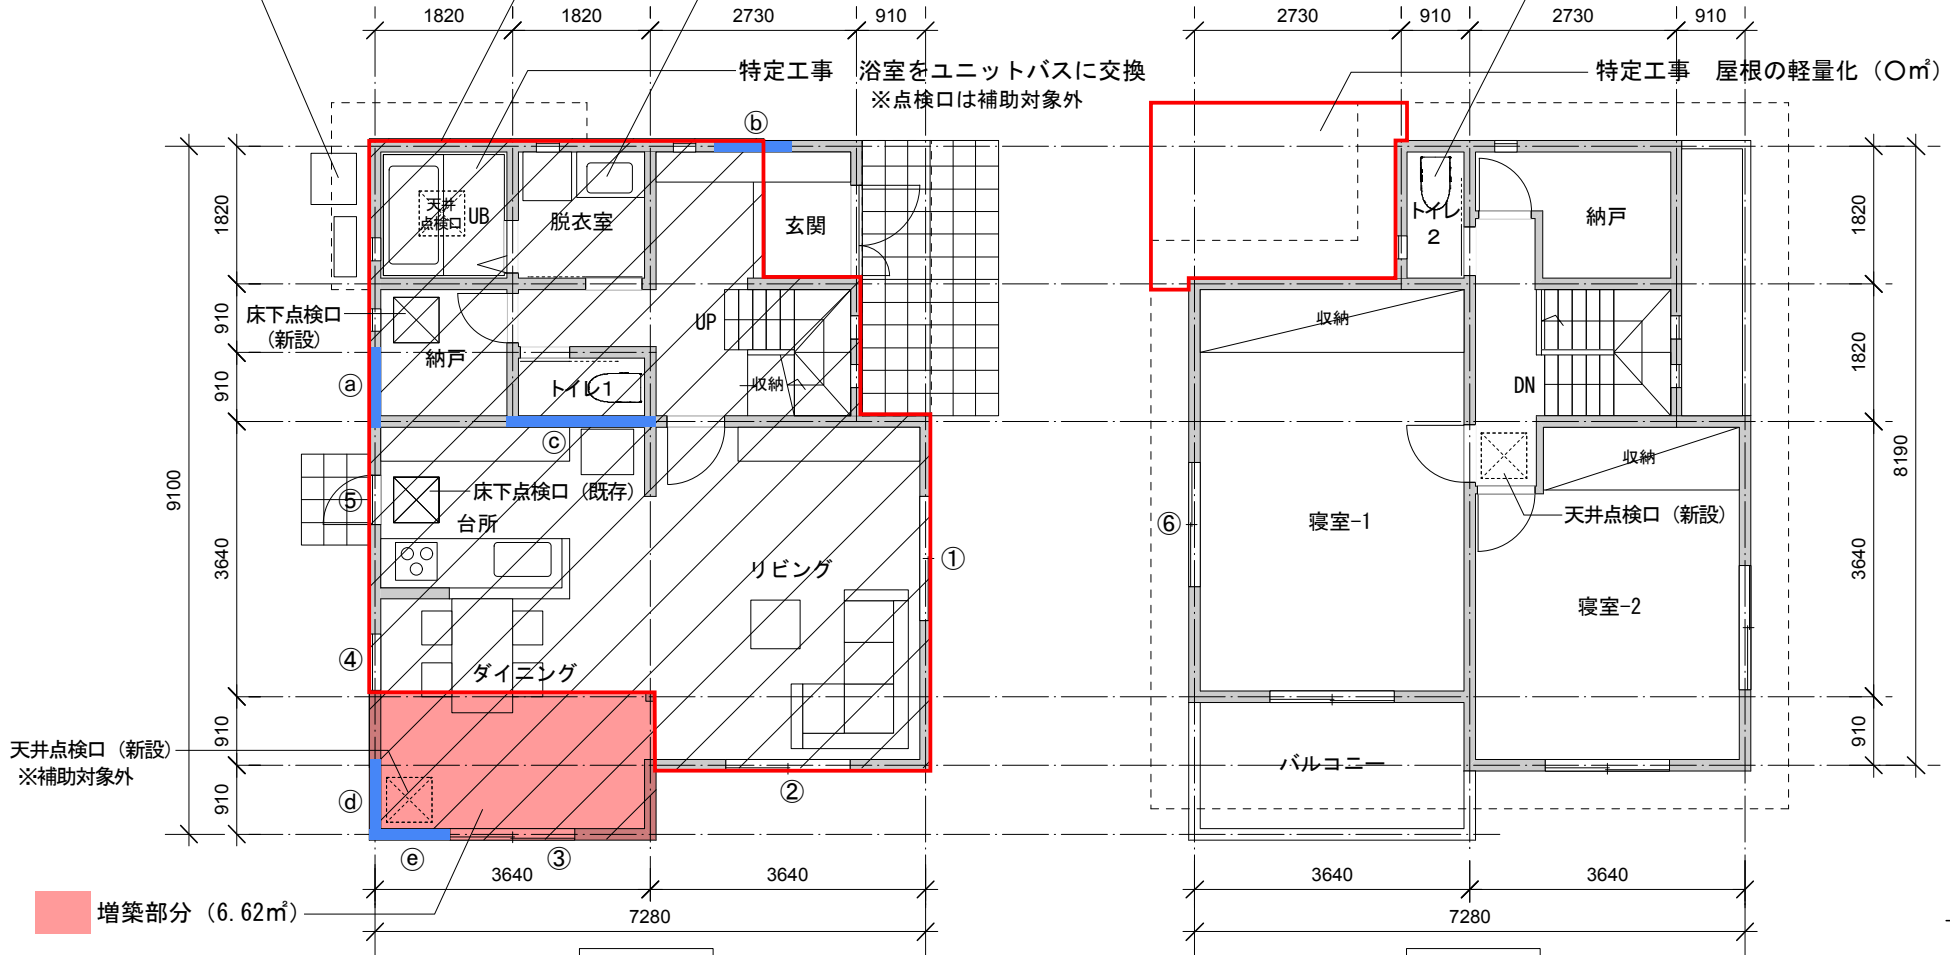 1820
1820
2730
910
2730
910
2730
910
特定工事　浴室をユニットバスに交換
※点検口は補助対象外
特定工事　屋根の軽量化（〇㎡）
ⓑ
天井
点検口
UB
脱衣室
玄関
トイレ
2
納戸
1820
1820
床下点検口
（新設）
910
UP
収納
納戸
トイレ1
収納
DN
1820
ⓐ
910
ⓒ
収納
8190
9100
⑤
床下点検口（既存）
台所
⑥
寝室-1
天井点検口（新設）
3640
リビング
①
寝室-2
3640
④
ダイニング
910
天井点検口（新設）
※補助対象外
バルコニー
910
ⓓ
910
②
ⓔ
③
3640
3640
3640
3640
増築部分（6.62㎡）
7280
7280